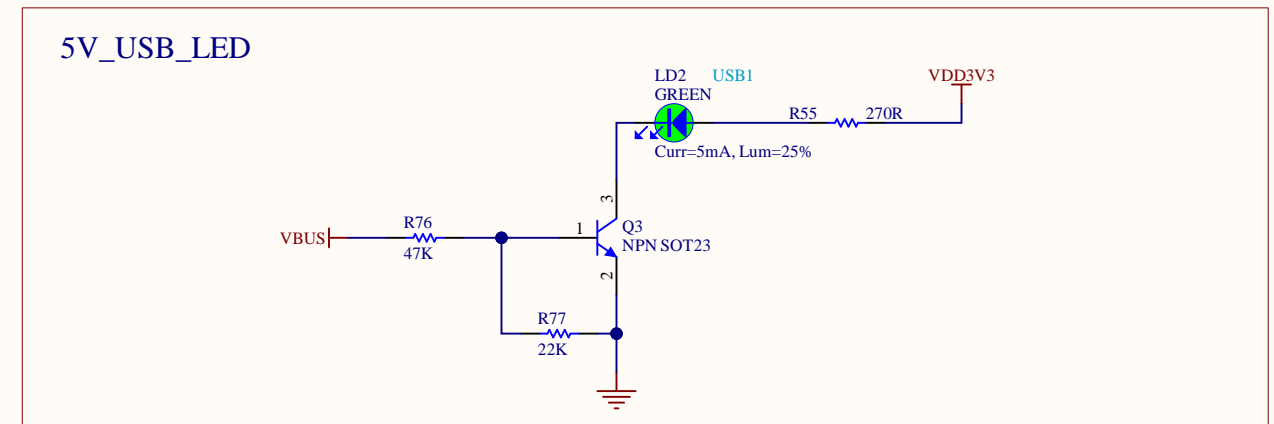 5V_USB_LED
LD2 USB1
GREEN
VDD3V3
R55 270R
Curr=5mA, Lum=25%
3
R76
1
Q3
VBUS
NPN SOT23
47K
2
R77
22K